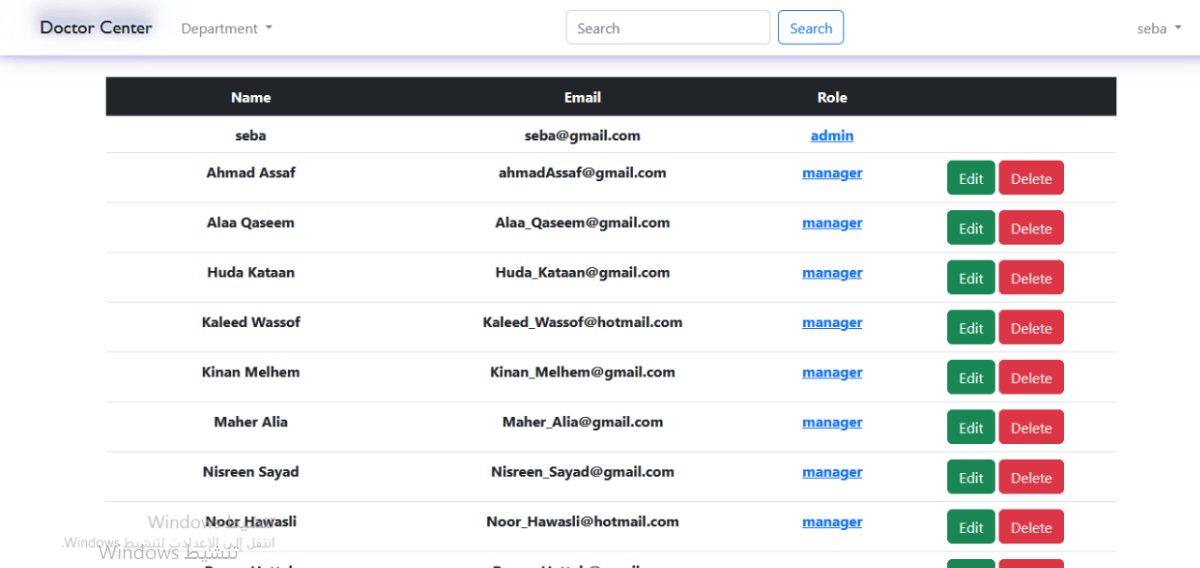 Doctor Center Department Search Search seba
Name Email Role
seba seba@gmail.com admin
Ahmad Assaf ahmadAssaf@gmail.com manager Edit Delete
Alaa Qaseem Alaa_Qaseem@gmail.com manager Edit Delete
Huda Kataan Huda_Kataan@gmail.com manager Edit Delete
Kaleed Wassof Kaleed_Wassof@hotmail.com manager Edit Delete
Kinan Melhem Kinan_Melhem@gmail.com manager Edit Delete
Maher Alia Maher_Alia@gmail.com manager Edit Delete
Nisreen Sayad Nisreen_Sayad@gmail.com manager Edit Delete
Noor Hawasli Noor_Hawasli@hotmail.com manager Edit Delete
تنشيط Windows
انتقل إلى الإعدادات لتنشيط Windows.
تنشيط Windows